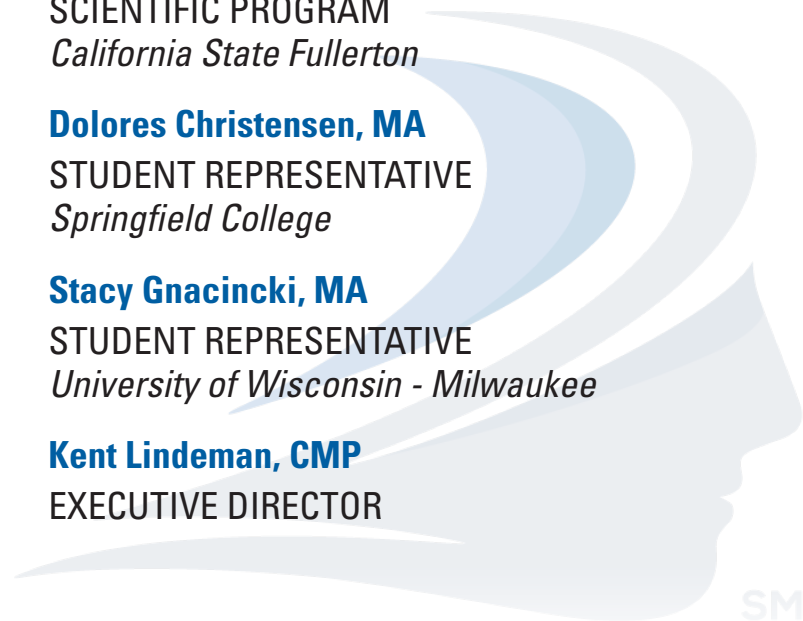 SCIENTIFIC PROGRAM
California State Fullerton
Dolores Christensen, MA
STUDENT REPRESENTATIVE
Springfield College
Stacy Gnacincki, MA
STUDENT REPRESENTATIVE
University of Wisconsin - Milwaukee
Kent Lindeman, CMP
EXECUTIVE DIRECTOR
SM